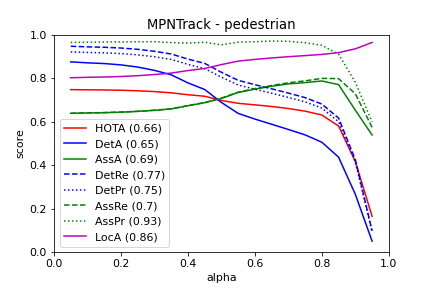 MPNTrack - pedestrian
1.0
0.8
0.6
0.4
0.2
0.0
score
HOTA (0.66)
DetA (0.65)
AssA (0.69)
DetRe (0.77)
DetPr (0.75)
AssRe (0.7)
AssPr (0.93)
LocA (0.86)
0.0 0.2 0.4 0.6 0.8 1.0
alpha